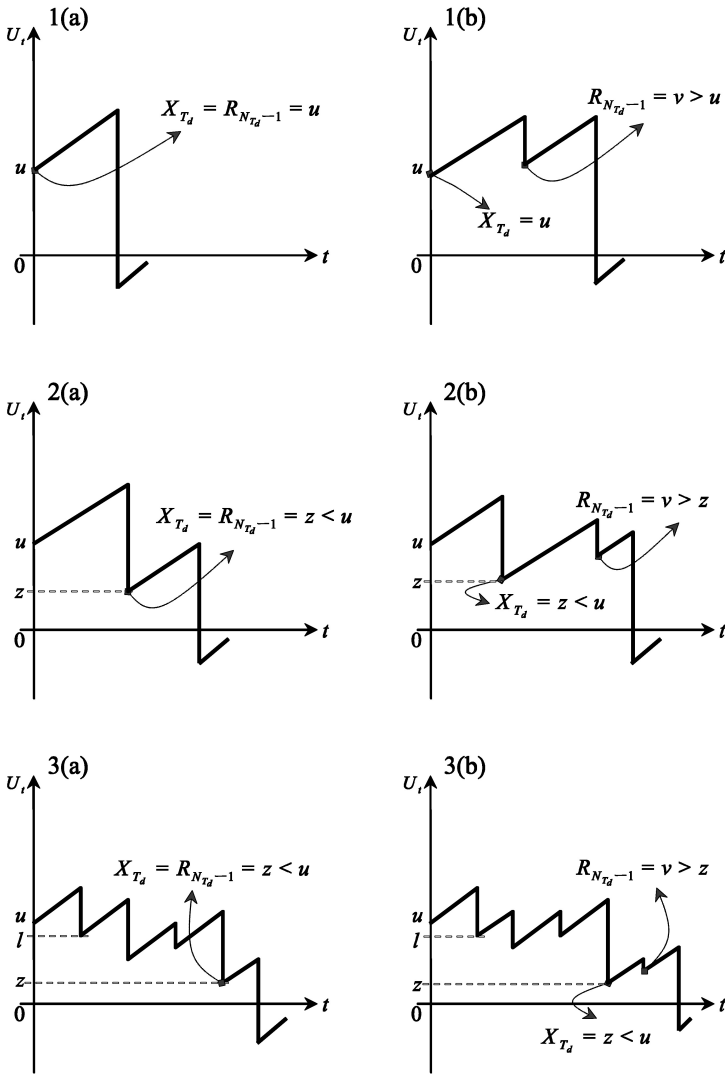 1(a)
U_t
X_{T_d} = R_{N_{T_d}-1} = u
u
0
t
1(b)
U_t
R_{N_{T_d}-1} = v > u
u
X_{T_d} = u
0
t
2(a)
U_t
X_{T_d} = R_{N_{T_d}-1} = z < u
u
z
0
t
2(b)
U_t
R_{N_{T_d}-1} = v > z
u
z
X_{T_d} = z < u
0
t
3(a)
U_t
X_{T_d} = R_{N_{T_d}-1} = z < u
u
l
z
0
t
3(b)
U_t
R_{N_{T_d}-1} = v > z
u
l
z
0
t
X_{T_d} = z < u